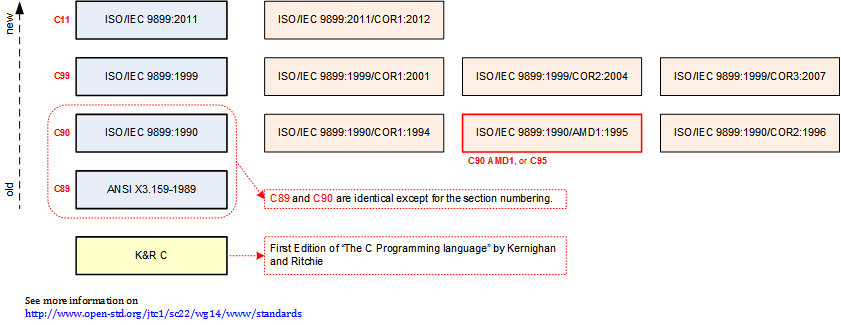 new
C11
ISO/IEC 9899:2011
ISO/IEC 9899:2011/COR1:2012
C99
ISO/IEC 9899:1999
ISO/IEC 9899:1999/COR1:2001
ISO/IEC 9899:1999/COR2:2004
ISO/IEC 9899:1999/COR3:2007
C90
ISO/IEC 9899:1990
ISO/IEC 9899:1990/COR1:1994
ISO/IEC 9899:1990/AMD1:1995
ISO/IEC 9899:1990/COR2:1996
C90 AMD1, or C95
old
C89
ANSI X3.159-1989
C89 and C90 are identical except for the section numbering.
K&R C
First Edition of “The C Programming language” by Kernighan
and Ritchie
See more information on
http://www.open-std.org/jtc1/sc22/wg14/www/standards